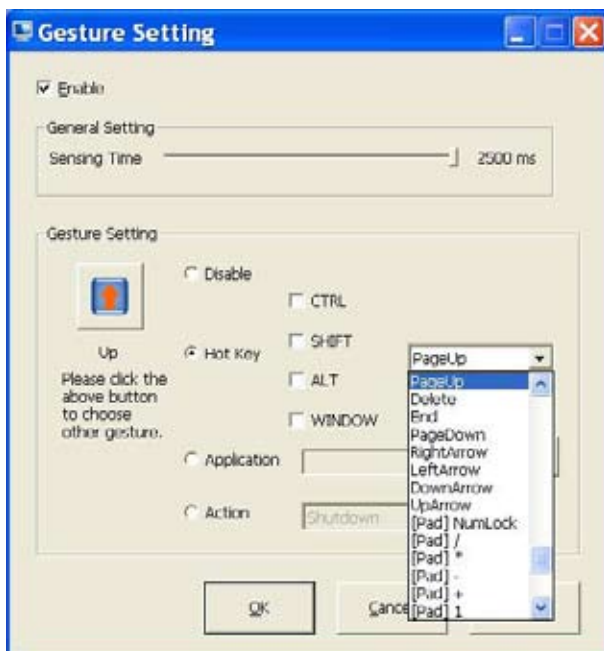 Gesture Setting
Enable
General Setting
Sensing Time
2500 ms
Gesture Setting
Up
Please click the
above button
to choose
other gesture.
Disable
Hot Key
CTRL
SHIFT
ALT
WINDOW
PageUp
PageUp
Delete
End
PageDown
RightArrow
LeftArrow
DownArrow
UpArrow
[Pad] NumLock
[Pad] /
[Pad] *
[Pad] -
[Pad] +
[Pad] 1
Application
Action
Shutdown
OK
Cance